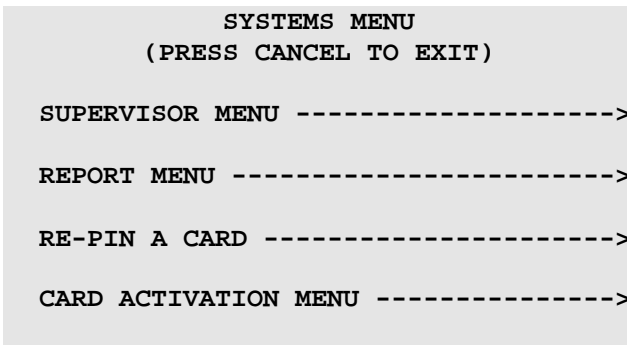 SYSTEMS MENU
(PRESS CANCEL TO EXIT)
SUPERVISOR MENU -------------------->
REPORT MENU ------------------------>
RE-PIN A CARD ---------------------->
CARD ACTIVATION MENU --------------->